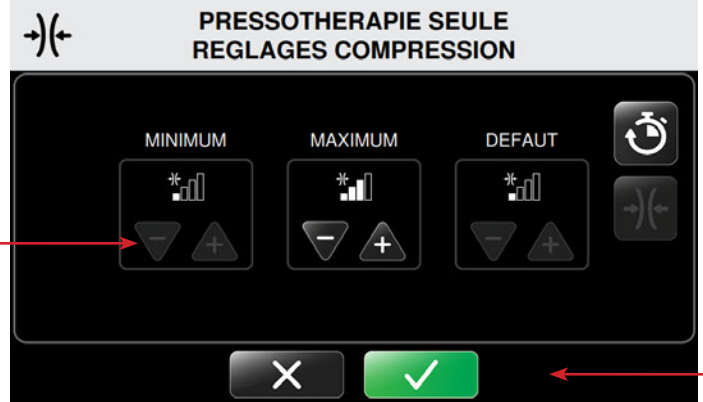 PRESSOTHERAPIE SEULE
REGLAGES COMPRESSION
MINIMUM MAXIMUM DEFAUT